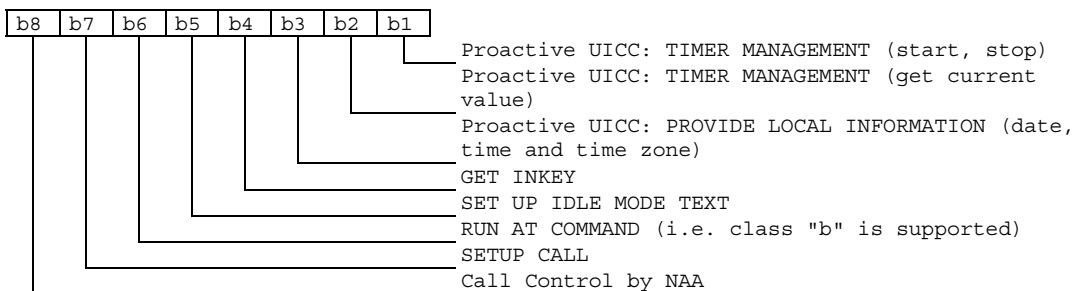 b8 b7 b6 b5 b4 b3 b2 b1
Proactive UICC: TIMER MANAGEMENT (start, stop)
Proactive UICC: TIMER MANAGEMENT (get current
value)
Proactive UICC: PROVIDE LOCAL INFORMATION (date,
time and time zone)
GET INKEY
SET UP IDLE MODE TEXT
RUN AT COMMAND (i.e. class "b" is supported)
SETUP CALL
Call Control by NAA